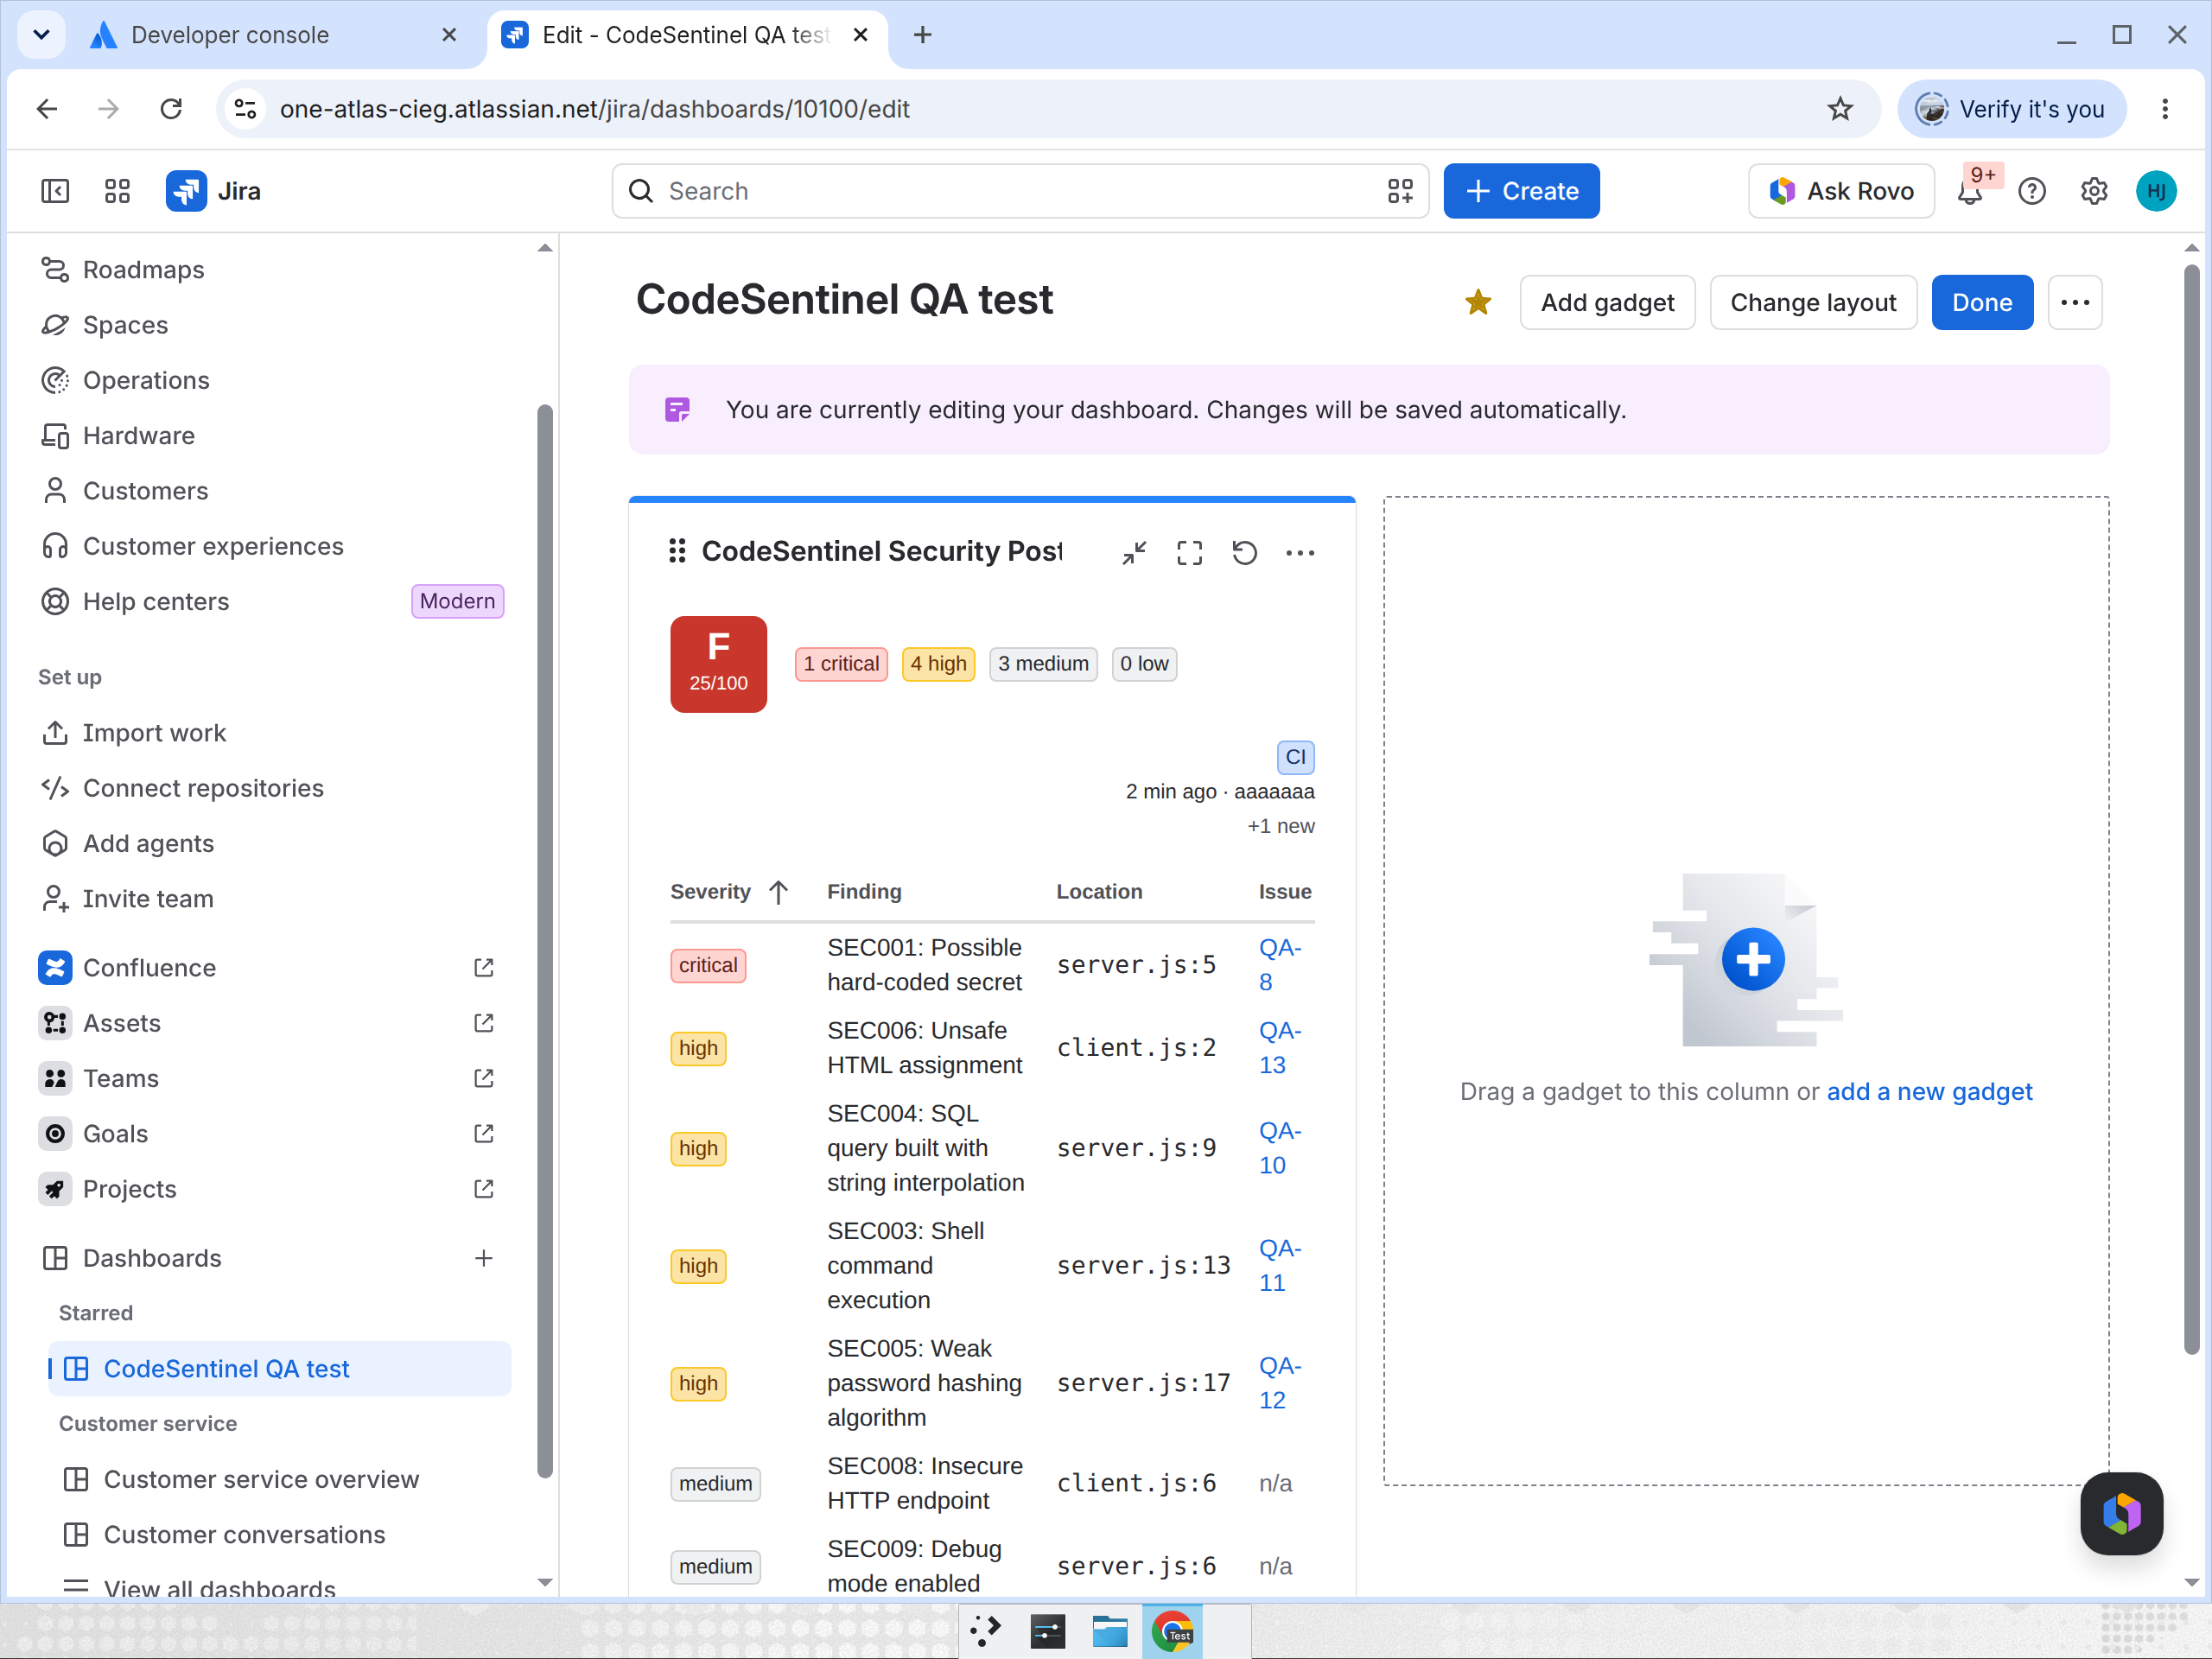 Developer console
Edit - CodeSentinel QA test
one-atlas-cieg.atlassian.net/jira/dashboards/10100/edit
Verify it's you
Jira
Search
Create
Ask Rovo
9+
HJ
Roadmaps
Spaces
Operations
Hardware
Customers
Customer experiences
Help centers
Modern
Set up
Import work
Connect repositories
Add agents
Invite team
Confluence
Assets
Teams
Goals
Projects
Dashboards
Starred
CodeSentinel QA test
Customer service
Customer service overview
Customer conversations
View all dashboards
CodeSentinel QA test
Add gadget
Change layout
Done
You are currently editing your dashboard. Changes will be saved automatically.
CodeSentinel Security Post
F
25/100
1 critical
4 high
3 medium
0 low
CI
2 min ago · aaaaaaa
+1 new
Severity Finding Location Issue
critical
SEC001: Possible
hard-coded secret
server.js:5
QA-
8
high
SEC006: Unsafe
HTML assignment
client.js:2
QA-
13
high
SEC004: SQL
query built with
string interpolation
server.js:9
QA-
10
high
SEC003: Shell
command
execution
server.js:13
QA-
11
high
SEC005: Weak
password hashing
algorithm
server.js:17
QA-
12
medium
SEC008: Insecure
HTTP endpoint
client.js:6
n/a
medium
SEC009: Debug
mode enabled
server.js:6
n/a
Drag a gadget to this column or add a new gadget
Test